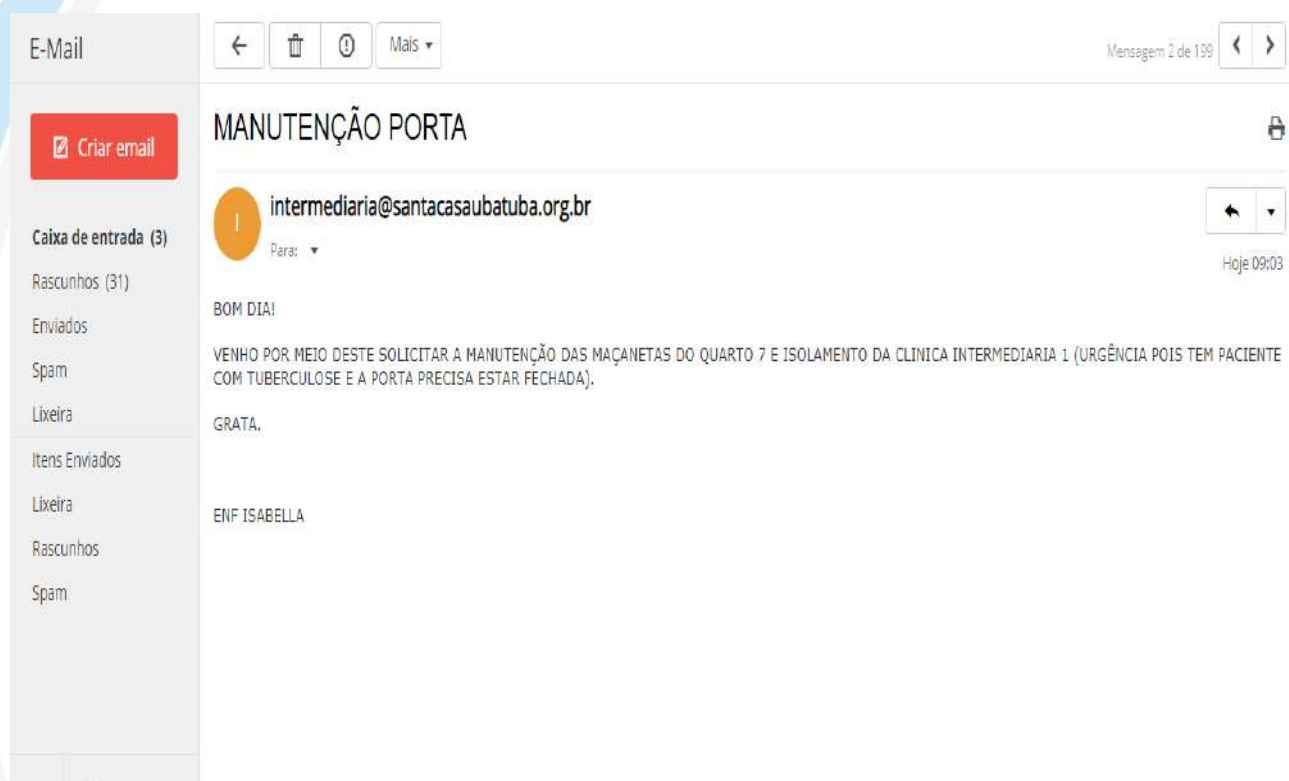 E-Mail
Mais
Mensagem 2 de 199
Criar email
MANUTENÇÃO PORTA
Caixa de entrada (3)
Rascunhos (31)
Enviados
Spam
Lixeira
Itens Enviados
Lixeira
Rascunhos
Spam
I
intermediaria@santacasaubatuba.org.br
Para:
Hoje 09:03
BOM DIA!
VENHO POR MEIO DESTE SOLICITAR A MANUTENÇÃO DAS MAÇANETAS DO QUARTO 7 E ISOLAMENTO DA CLINICA INTERMEDIARIA 1 (URGÊNCIA POIS TEM PACIENTE
COM TUBERCULOSE E A PORTA PRECISA ESTAR FECHADA).
GRATA.
ENF ISABELLA